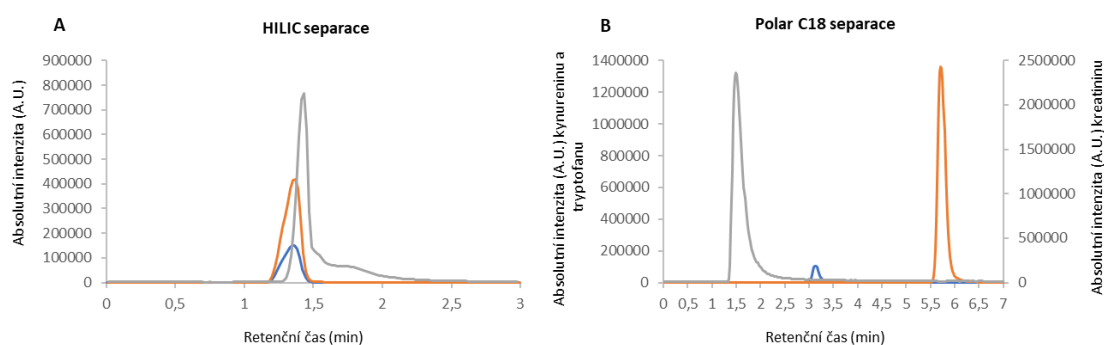 A
HILIC separace
Absolutní intenzita (A.U.)
900000
800000
700000
600000
500000
400000
300000
200000
100000
0
0 0,5 1 1,5 2 2,5 3
Retenční čas (min)
B
Polar C18 separace
Absolutní intenzita (A.U.) kynureninu a
tryptofanu
1400000
1200000
1000000
800000
600000
400000
200000
0
0 0,5 1 1,5 2 2,5 3 3,5 4 4,5 5 5,5 6 6,5 7
Retenční čas (min)
2500000
2000000
1500000
1000000
500000
0
Absolutní intenzita (A.U.) kreatininu